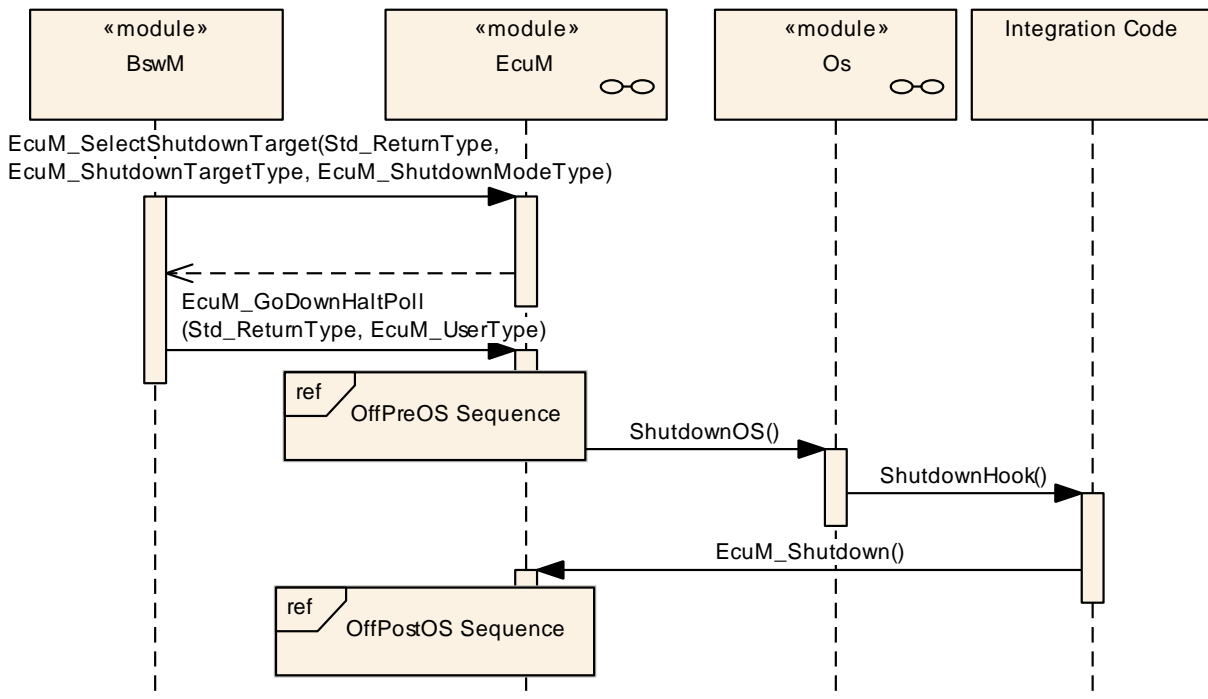 «module»
BswM
«module»
EcuM
«module»
Os
Integration Code
EcuM_SelectShutdownTarget(Std_ReturnType,
EcuM_ShutdownTargetType, EcuM_ShutdownModeType)
EcuM_GoDownHaltPoll
(Std_ReturnType, EcuM_UserType)
ref
OffPreOS Sequence
ShutdownOS()
ShutdownHook()
EcuM_Shutdown()
ref
OffPostOS Sequence